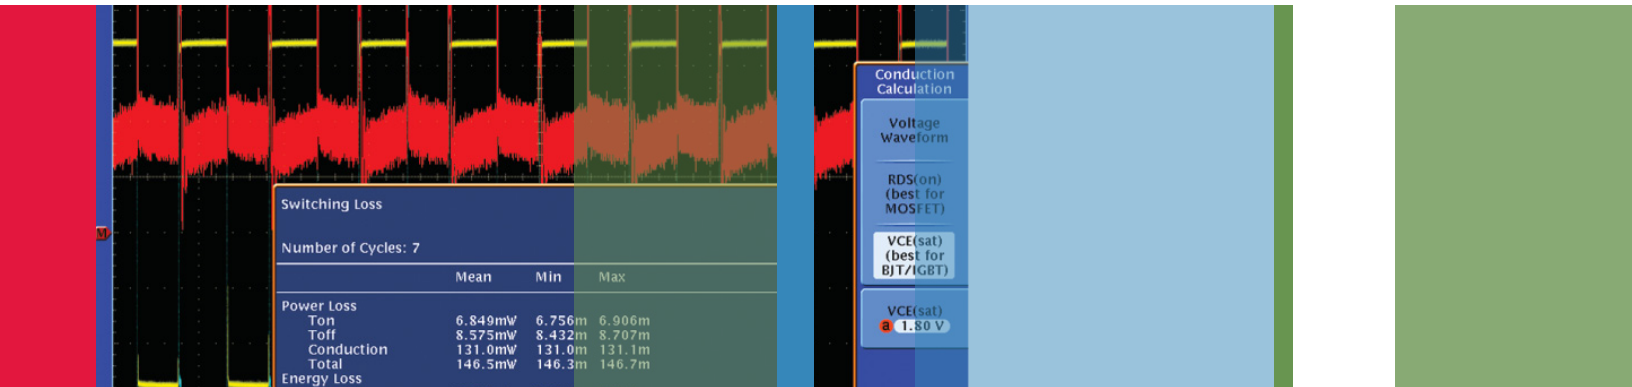 M
Switching Loss
Number of Cycles: 7
Mean Min Max
Power Loss
Ton 6.849mW 6.756m 6.906m
Toff 8.575mW 8.432m 8.707m
Conduction 131.0mW 131.0m 131.1m
Total 146.5mW 146.3m 146.7m
Energy Loss
Conduction
Calculation
Voltage
Waveform
RDS(on)
(best for
MOSFET)
VCE(sat)
(best for
BJT/IGBT)
VCE(sat)
a 1.80 V